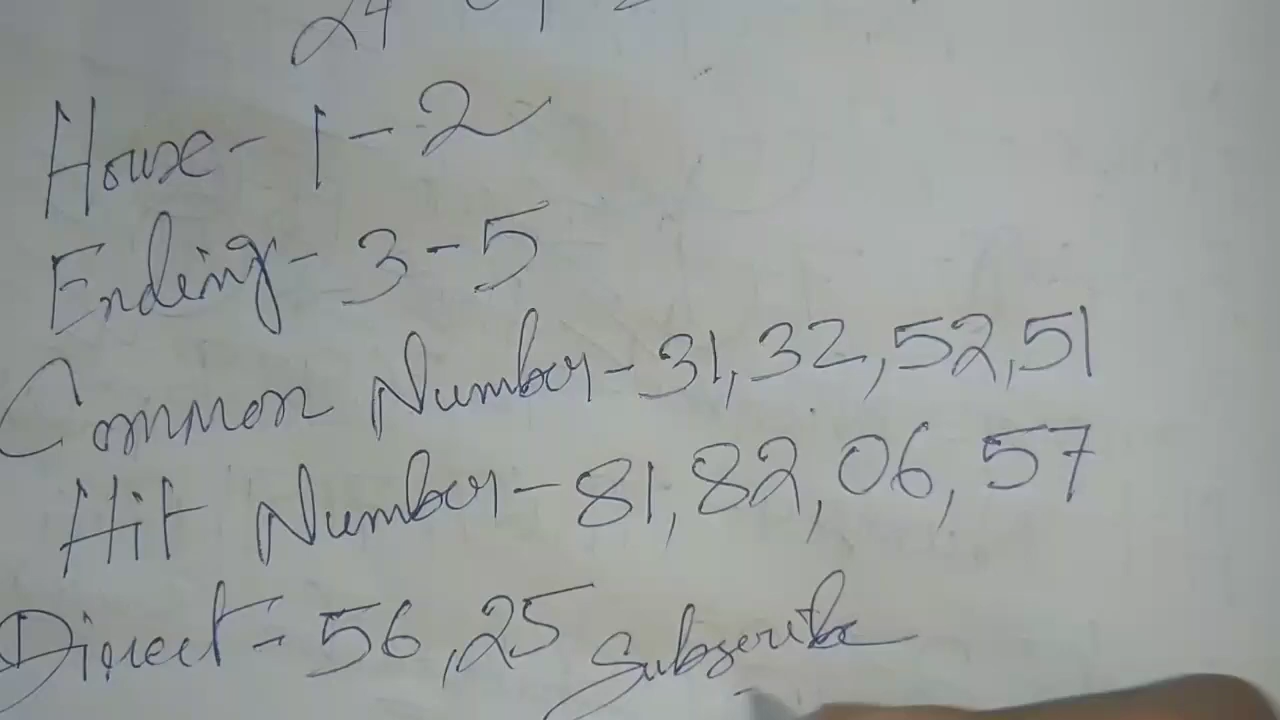 House - 1 - 2
Ending - 3 - 5
Common Number - 31, 32, 52, 51
Hit Number - 81, 82, 06, 57
Direct - 56, 25 Subscribe